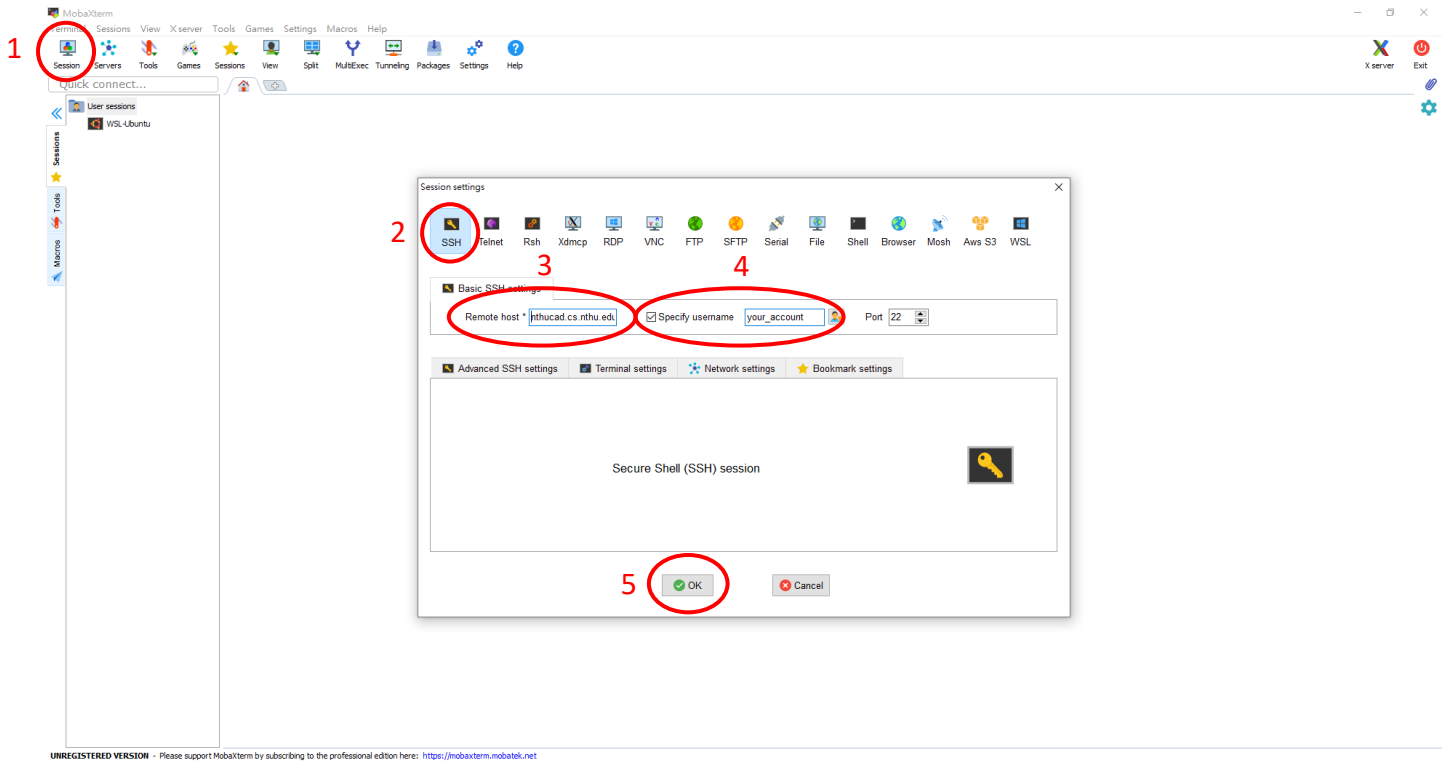 MobaXterm
Terminal Sessions View X server Tools Games Settings Macros Help
1
Session Servers Tools Games Sessions View Split MultiExec Tunneling Packages Settings Help X server Exit
Quick connect...
User sessions
WSL-Ubuntu
Sessions
Tools
Macros
Session settings
2
SSH Telnet Rsh Xdmcp RDP VNC FTP SFTP Serial File Shell Browser Mosh Aws S3 WSL
3 4
Basic SSH settings
Remote host * nthucad.cs.nthu.edu Specify username your_account Port 22
Advanced SSH settings Terminal settings Network settings Bookmark settings
Secure Shell (SSH) session
5 OK Cancel
UNREGISTERED VERSION - Please support MobaXterm by subscribing to the professional edition here: https://mobaxterm.mobatek.net